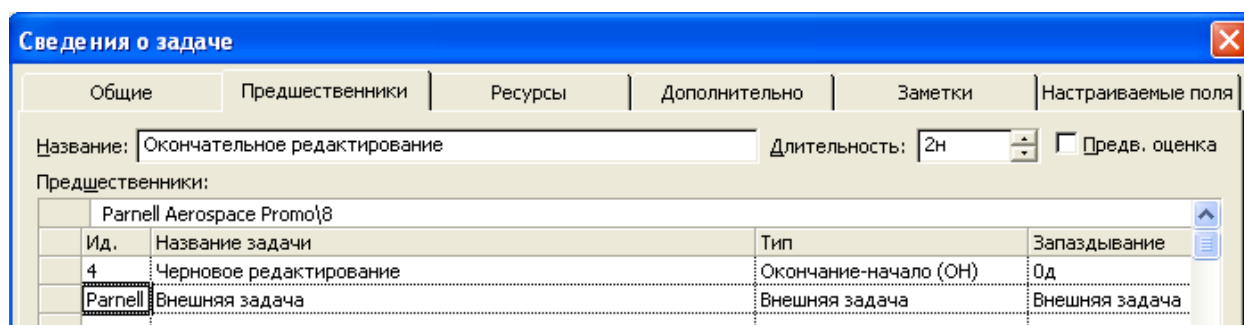 Сведения о задаче
Общие Предшественники Ресурсы Дополнительно Заметки Настраиваемые поля
Название: Окончательное редактирование Длительность: 2н Предв. оценка
Предшественники:
Parnell Aerospace Promo\8
Ид. Название задачи Тип Запаздывание
4 Черновое редактирование Окончание-начало (ОН) 0д
Parnell Внешняя задача Внешняя задача Внешняя задача